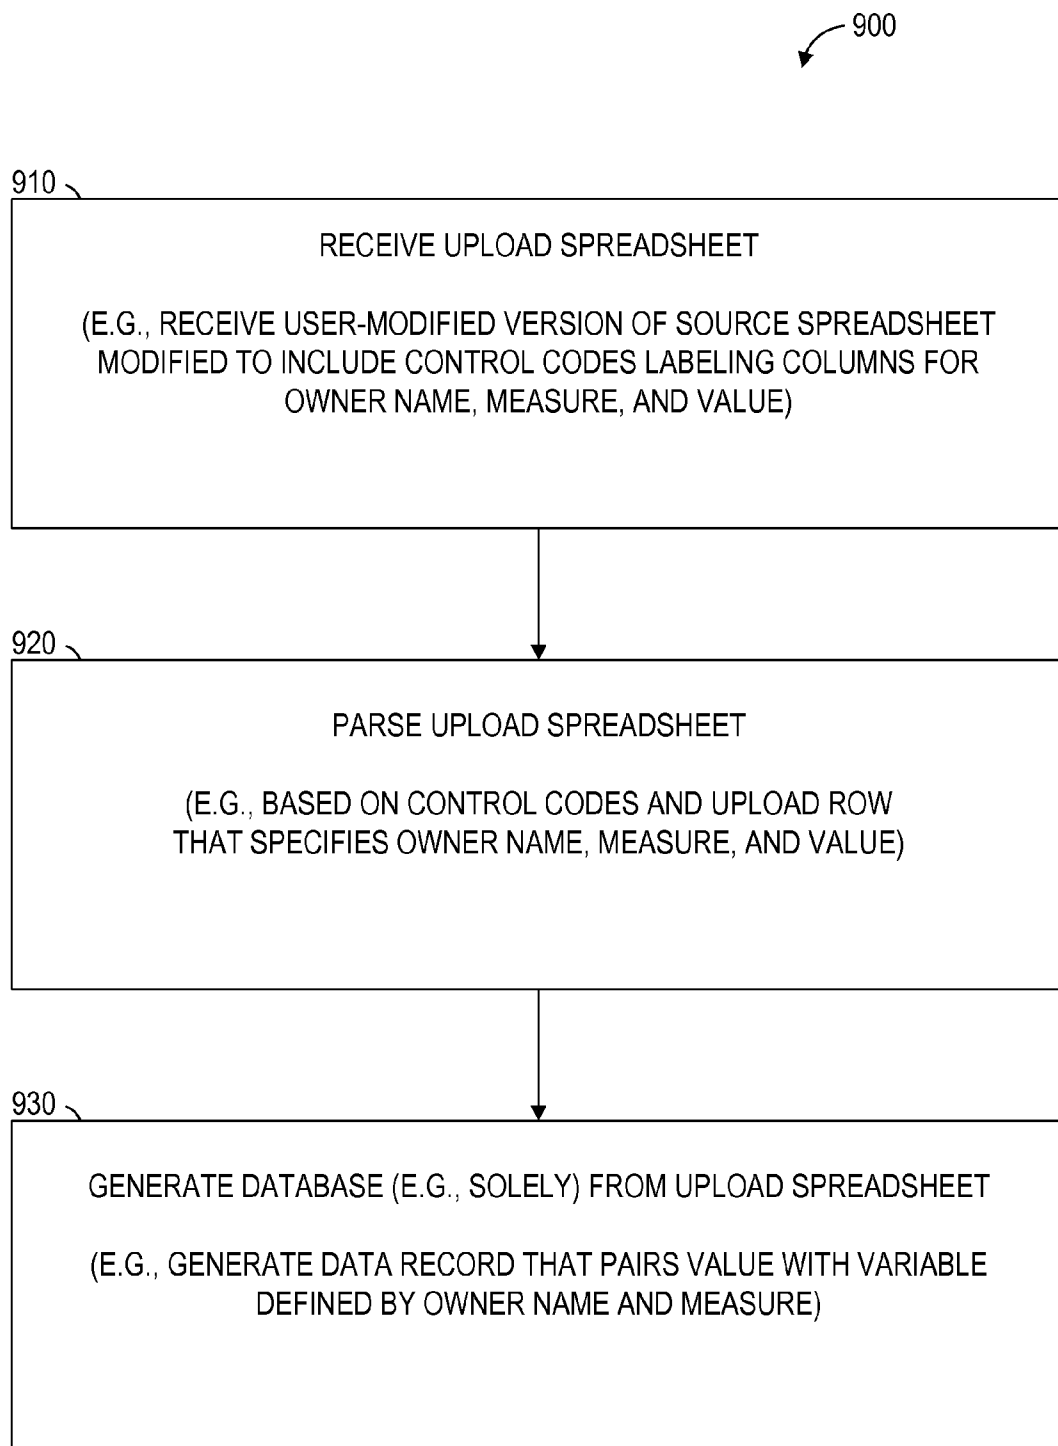 900
910
RECEIVE UPLOAD SPREADSHEET
(E.G., RECEIVE USER-MODIFIED VERSION OF SOURCE SPREADSHEET
MODIFIED TO INCLUDE CONTROL CODES LABELING COLUMNS FOR
OWNER NAME, MEASURE, AND VALUE)
920
PARSE UPLOAD SPREADSHEET
(E.G., BASED ON CONTROL CODES AND UPLOAD ROW
THAT SPECIFIES OWNER NAME, MEASURE, AND VALUE)
930
GENERATE DATABASE (E.G., SOLELY) FROM UPLOAD SPREADSHEET
(E.G., GENERATE DATA RECORD THAT PAIRS VALUE WITH VARIABLE
DEFINED BY OWNER NAME AND MEASURE)